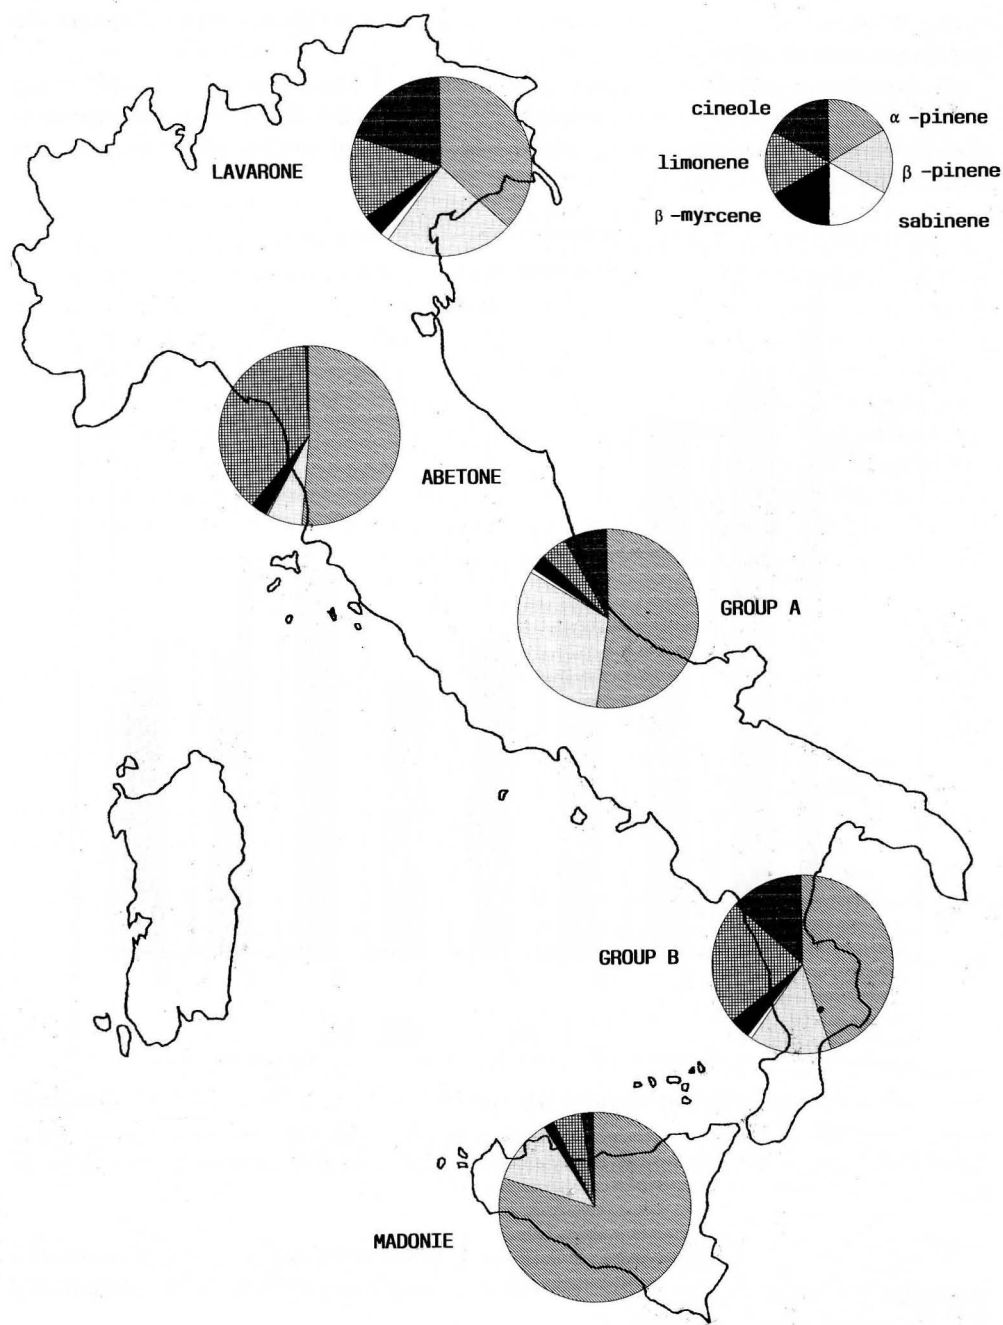 cineole
α -pinene
LAVARONE
limonene
β -pinene
β -myrcene
sabinene
ABETONE
GROUP A
GROUP B
MADONIE